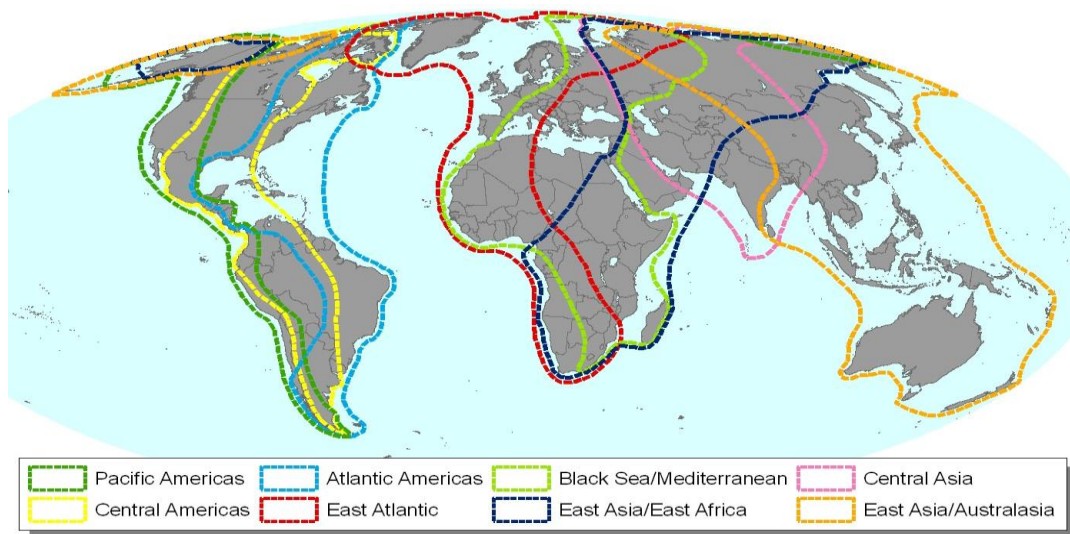 Pacific Americas Atlantic Americas Black Sea/Mediterranean Central Asia
Central Americas East Atlantic East Asia/East Africa East Asia/Australasia